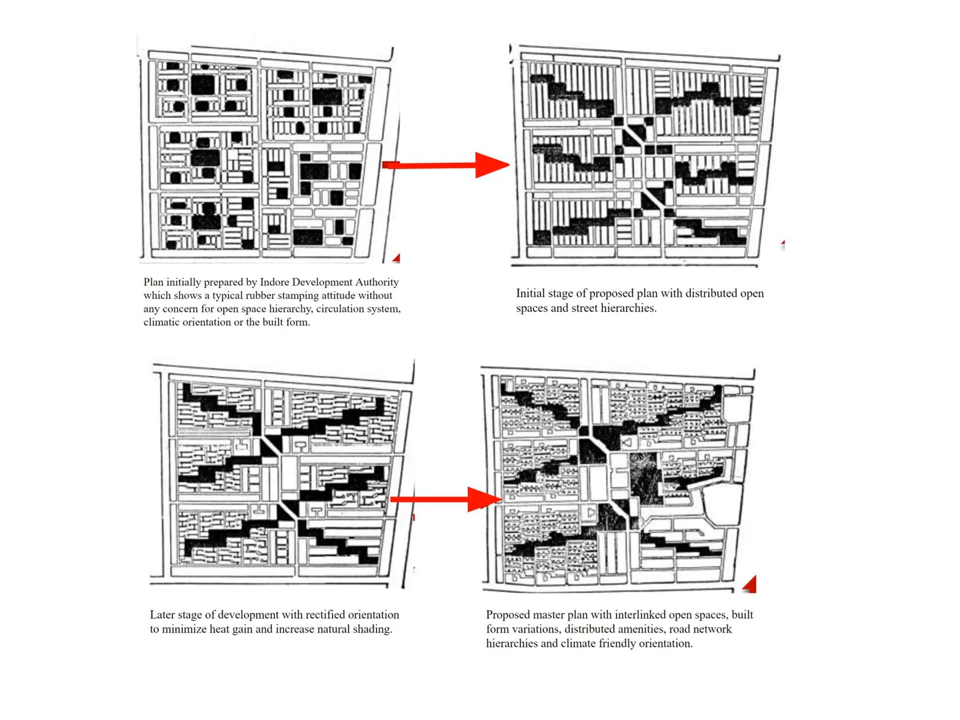 Plan initially prepared by Indore Development Authority
which shows a typical rubber stamping attitude without
any concern for open space hierarchy, circulation system,
climatic orientation or the built form.
Initial stage of proposed plan with distributed open
spaces and street hierarchies.
Later stage of development with rectified orientation
to minimize heat gain and increase natural shading.
Proposed master plan with interlinked open spaces, built
form variations, distributed amenities, road network
hierarchies and climate friendly orientation.